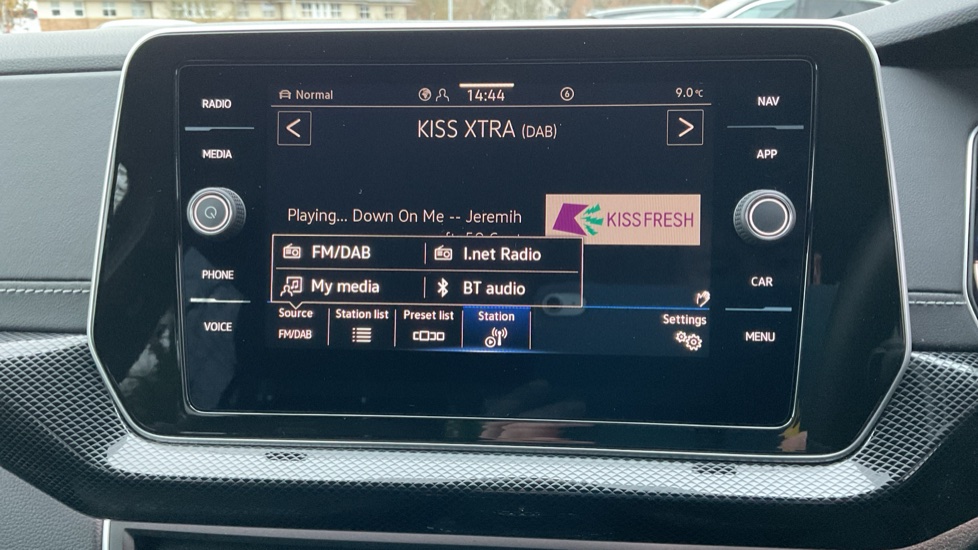 RADIO
MEDIA
PHONE
VOICE
Normal
14:44
6
9.0 °C
KISS XTRA (DAB)
Playing... Down On Me -- Jeremih
KISS FRESH
FM/DAB
I.net Radio
My media
BT audio
Source
FM/DAB
Station list
Preset list
Station
Settings
NAV
APP
CAR
MENU